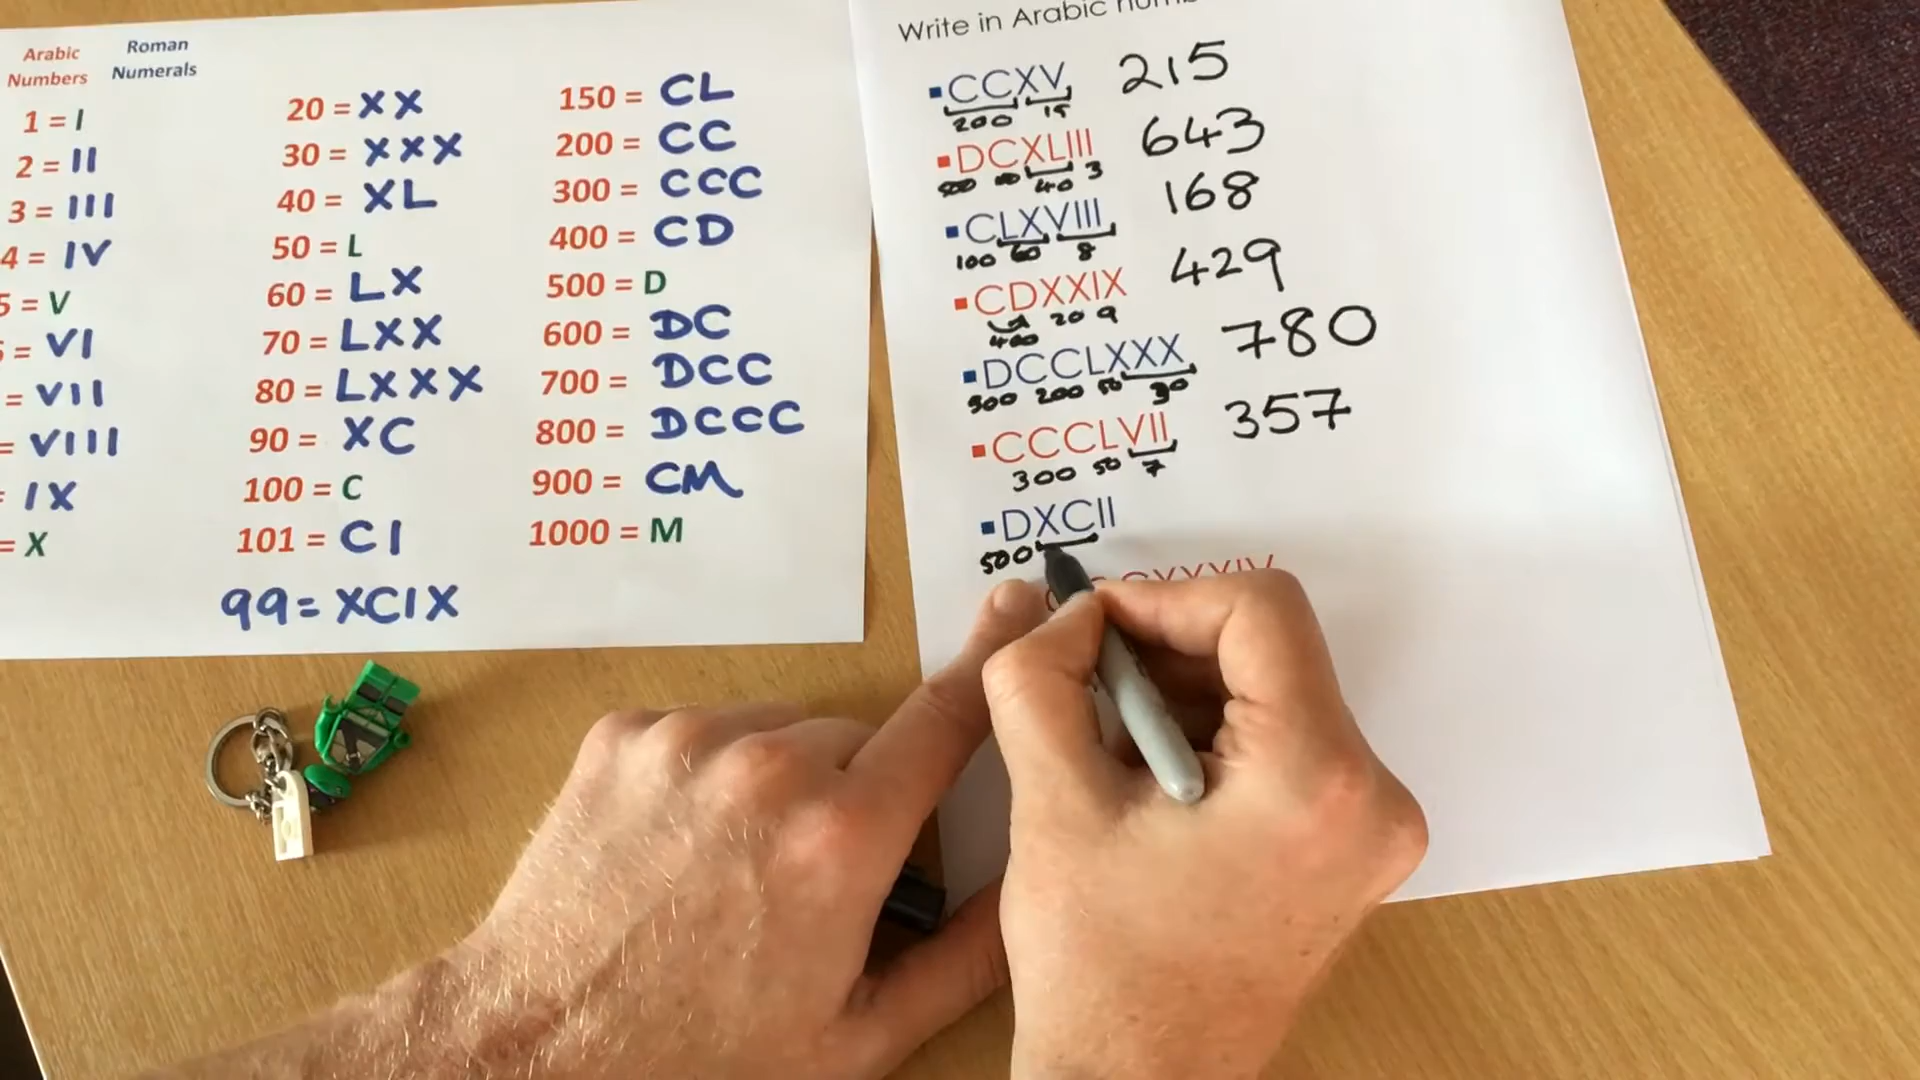 Arabic Numbers
Roman Numerals
1 = I
2 = II
3 = III
4 = IV
5 = V
= VI
= VII
= VIII
= IX
= X
20 = XX
30 = XXX
40 = XL
50 = L
60 = LX
70 = LXX
80 = LXXX
90 = XC
100 = C
101 = CI
99 = XCIX
150 = CL
200 = CC
300 = CCC
400 = CD
500 = D
600 = DC
700 = DCC
800 = DCCC
900 = CM
1000 = M
Write in Arabic
CCXV 215
200 15
DCXLIII 643
40 3
CLXVIII 168
100 60 8
CDXXIX 429
400 20 9
DCCLXXX 780
500 200 50 30
CCCLVII 357
300 50 7
DXCII
500